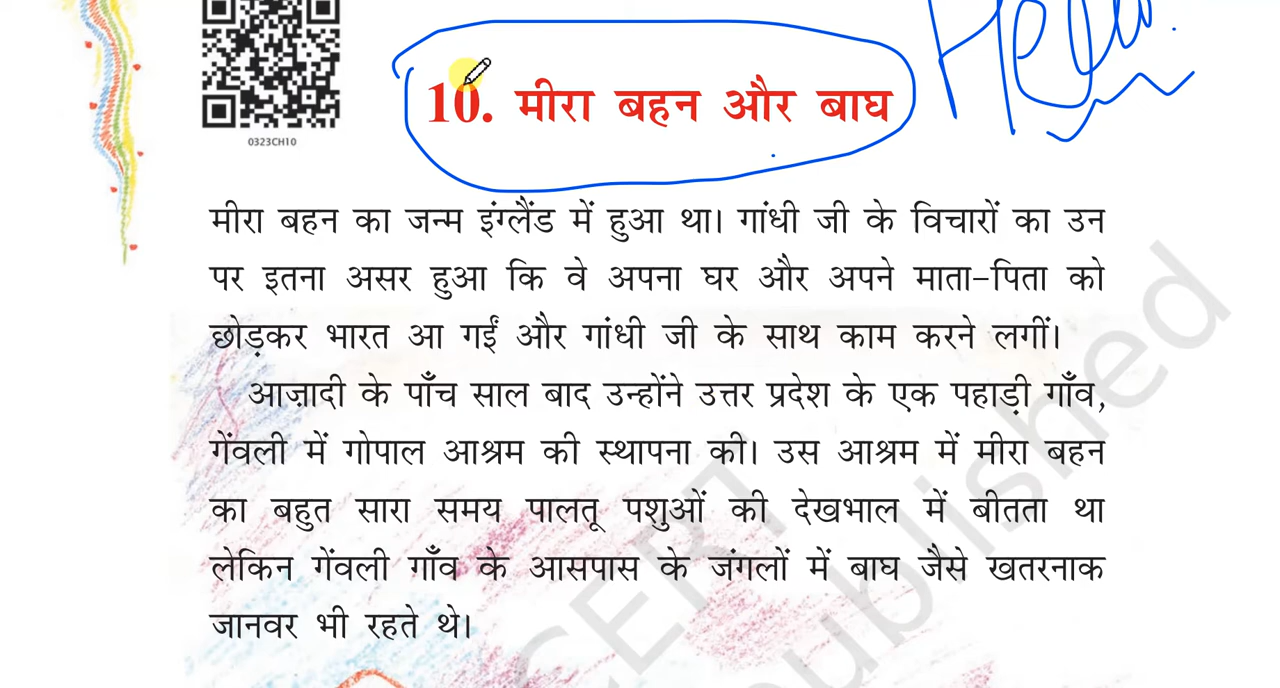 0323CH10
10. मीरा बहन और बाघ
मीरा बहन का जन्म इंग्लैंड में हुआ था। गांधी जी के विचारों का उन
पर इतना असर हुआ कि वे अपना घर और अपने माता-पिता को
छोड़कर भारत आ गईं और गांधी जी के साथ काम करने लगीं।
आज़ादी के पाँच साल बाद उन्होंने उत्तर प्रदेश के एक पहाड़ी गाँव,
गेंवली में गोपाल आश्रम की स्थापना की। उस आश्रम में मीरा बहन
का बहुत सारा समय पालतू पशुओं की देखभाल में बीतता था
लेकिन गेंवली गाँव के आसपास के जंगलों में बाघ जैसे खतरनाक
जानवर भी रहते थे।